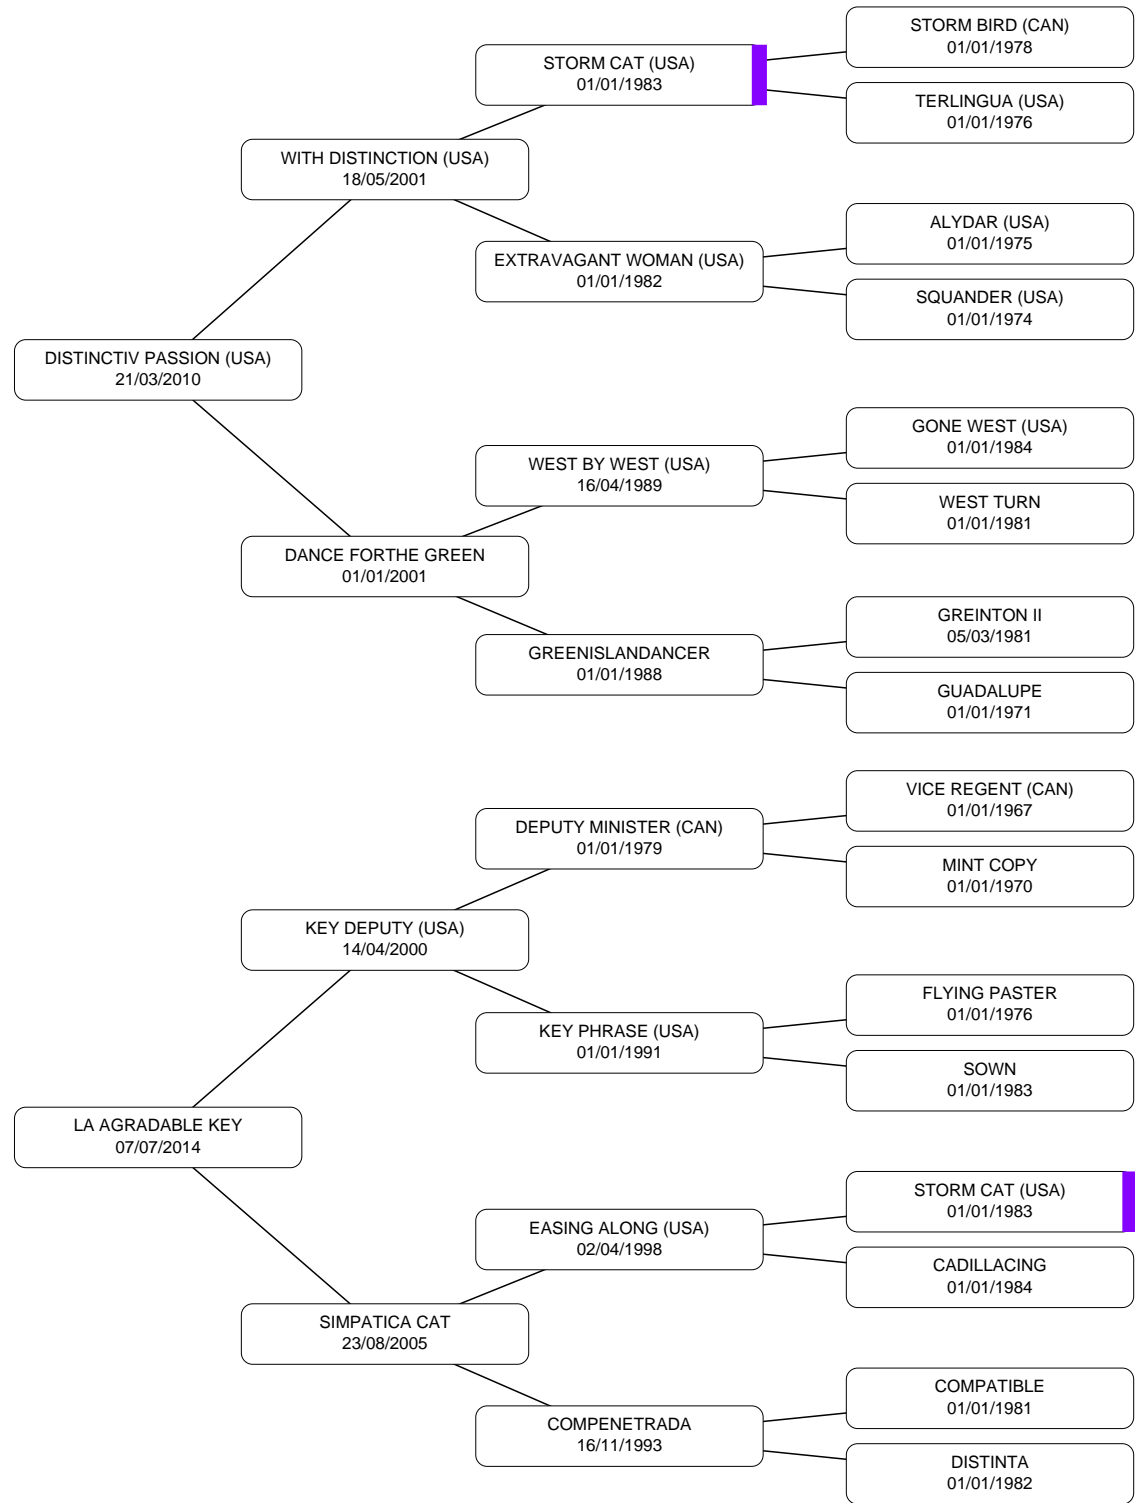 STORM BIRD (CAN)
01/01/1978
STORM CAT (USA)
01/01/1983
TERLINGUA (USA)
01/01/1976
WITH DISTINCTION (USA)
18/05/2001
ALYDAR (USA)
01/01/1975
EXTRAVAGANT WOMAN (USA)
01/01/1982
SQUANDER (USA)
01/01/1974
DISTINCTIV PASSION (USA)
21/03/2010
GONE WEST (USA)
01/01/1984
WEST BY WEST (USA)
16/04/1989
WEST TURN
01/01/1981
DANCE FORTHE GREEN
01/01/2001
GREINTON II
05/03/1981
GREENISLANDANCER
01/01/1988
GUADALUPE
01/01/1971
VICE REGENT (CAN)
01/01/1967
DEPUTY MINISTER (CAN)
01/01/1979
MINT COPY
01/01/1970
KEY DEPUTY (USA)
14/04/2000
FLYING PASTER
01/01/1976
KEY PHRASE (USA)
01/01/1991
SOWN
01/01/1983
LA AGRADABLE KEY
07/07/2014
STORM CAT (USA)
01/01/1983
EASING ALONG (USA)
02/04/1998
CADILLACING
01/01/1984
SIMPATICA CAT
23/08/2005
COMPATIBLE
01/01/1981
COMPENETRADA
16/11/1993
DISTINTA
01/01/1982